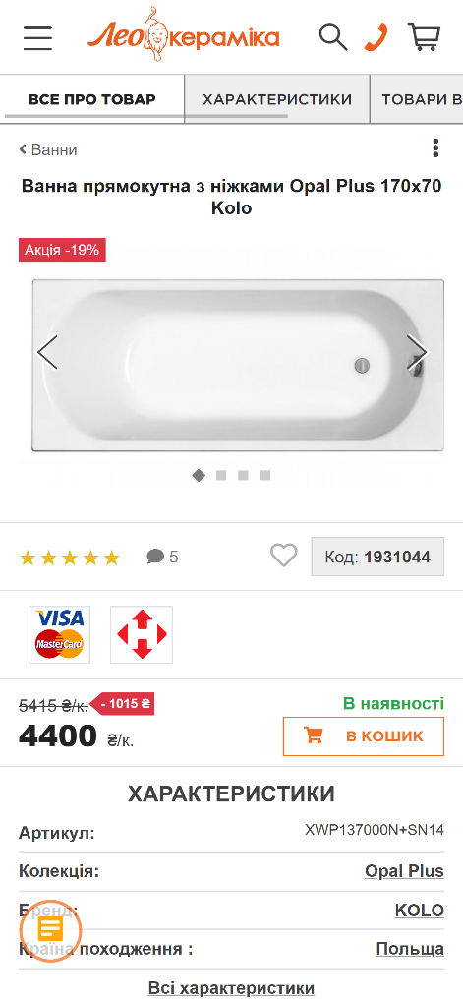 Лео кераміка
ВСЕ ПРО ТОВАР
ХАРАКТЕРИСТИКИ
ТОВАРИ В
Ванни
Ванна прямокутна з ніжками Opal Plus 170x70
Kolo
Акція -19%
5
Код: 1931044
VISA
MasterCard
5415 ₴/к.
- 1015 ₴
В наявності
4400 ₴/к.
В КОШИК
ХАРАКТЕРИСТИКИ
Артикул:
XWP137000N+SN14
Колекція:
Opal Plus
Бренд:
KOLO
Країна походження :
Польща
Всі характеристики